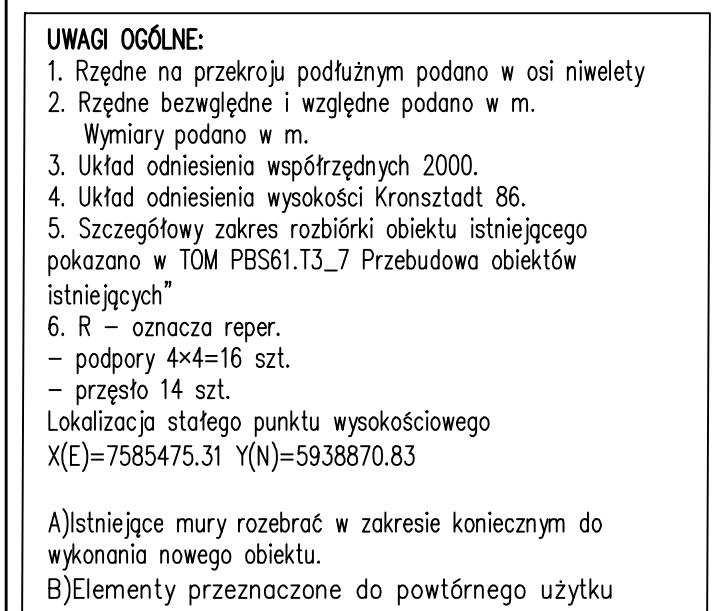 UWAGI OGÓLNE:
1. Rzędne na przekroju podłużnym podano w osi niwelety
2. Rzędne bezwględne i względne podano w m.
Wymiary podano w m.
3. Układ odniesienia współrzędnych 2000.
4. Układ odniesienia wysokości Kronsztadt 86.
5. Szczegółowy zakres rozbiórki obiektu istniejącego
pokazano w TOM PBS61.T3_7 Przebudowa obiektów
istniejących"
6. R – oznacza reper.
– podpory 4×4=16 szt.
– przęsło 14 szt.
Lokalizacja stałego punktu wysokościowego
X(E)=7585475.31 Y(N)=5938870.83
A)Istniejące mury rozebrać w zakresie koniecznym do
wykonania nowego obiektu.
B)Elementy przeznaczone do powtórnego użytku